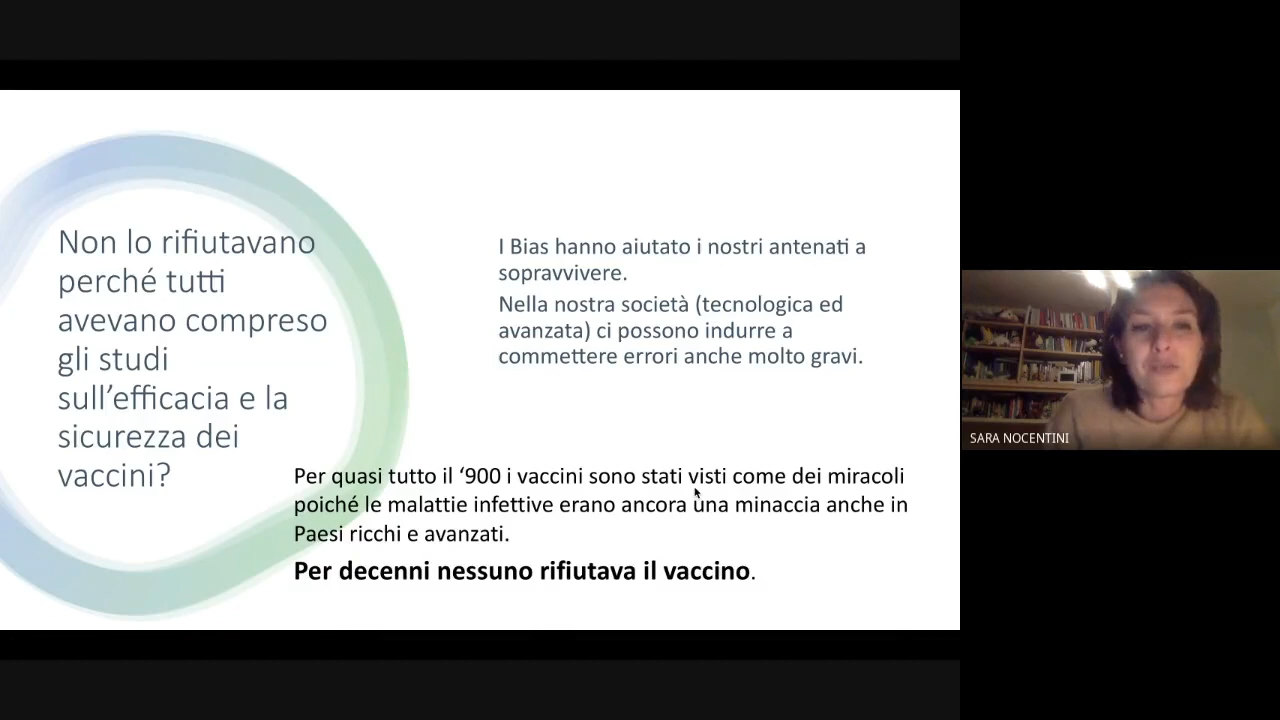 Non lo rifiutavano
perché tutti
avevano compreso
gli studi
sull’efficacia e la
sicurezza dei
vaccini?
I Bias hanno aiutato i nostri antenati a
sopravvivere.
Nella nostra società (tecnologica ed
avanzata) ci possono indurre a
commettere errori anche molto gravi.
Per quasi tutto il ‘900 i vaccini sono stati visti come dei miracoli
poiché le malattie infettive erano ancora una minaccia anche in
Paesi ricchi e avanzati.
Per decenni nessuno rifiutava il vaccino.
SARA NOCENTINI